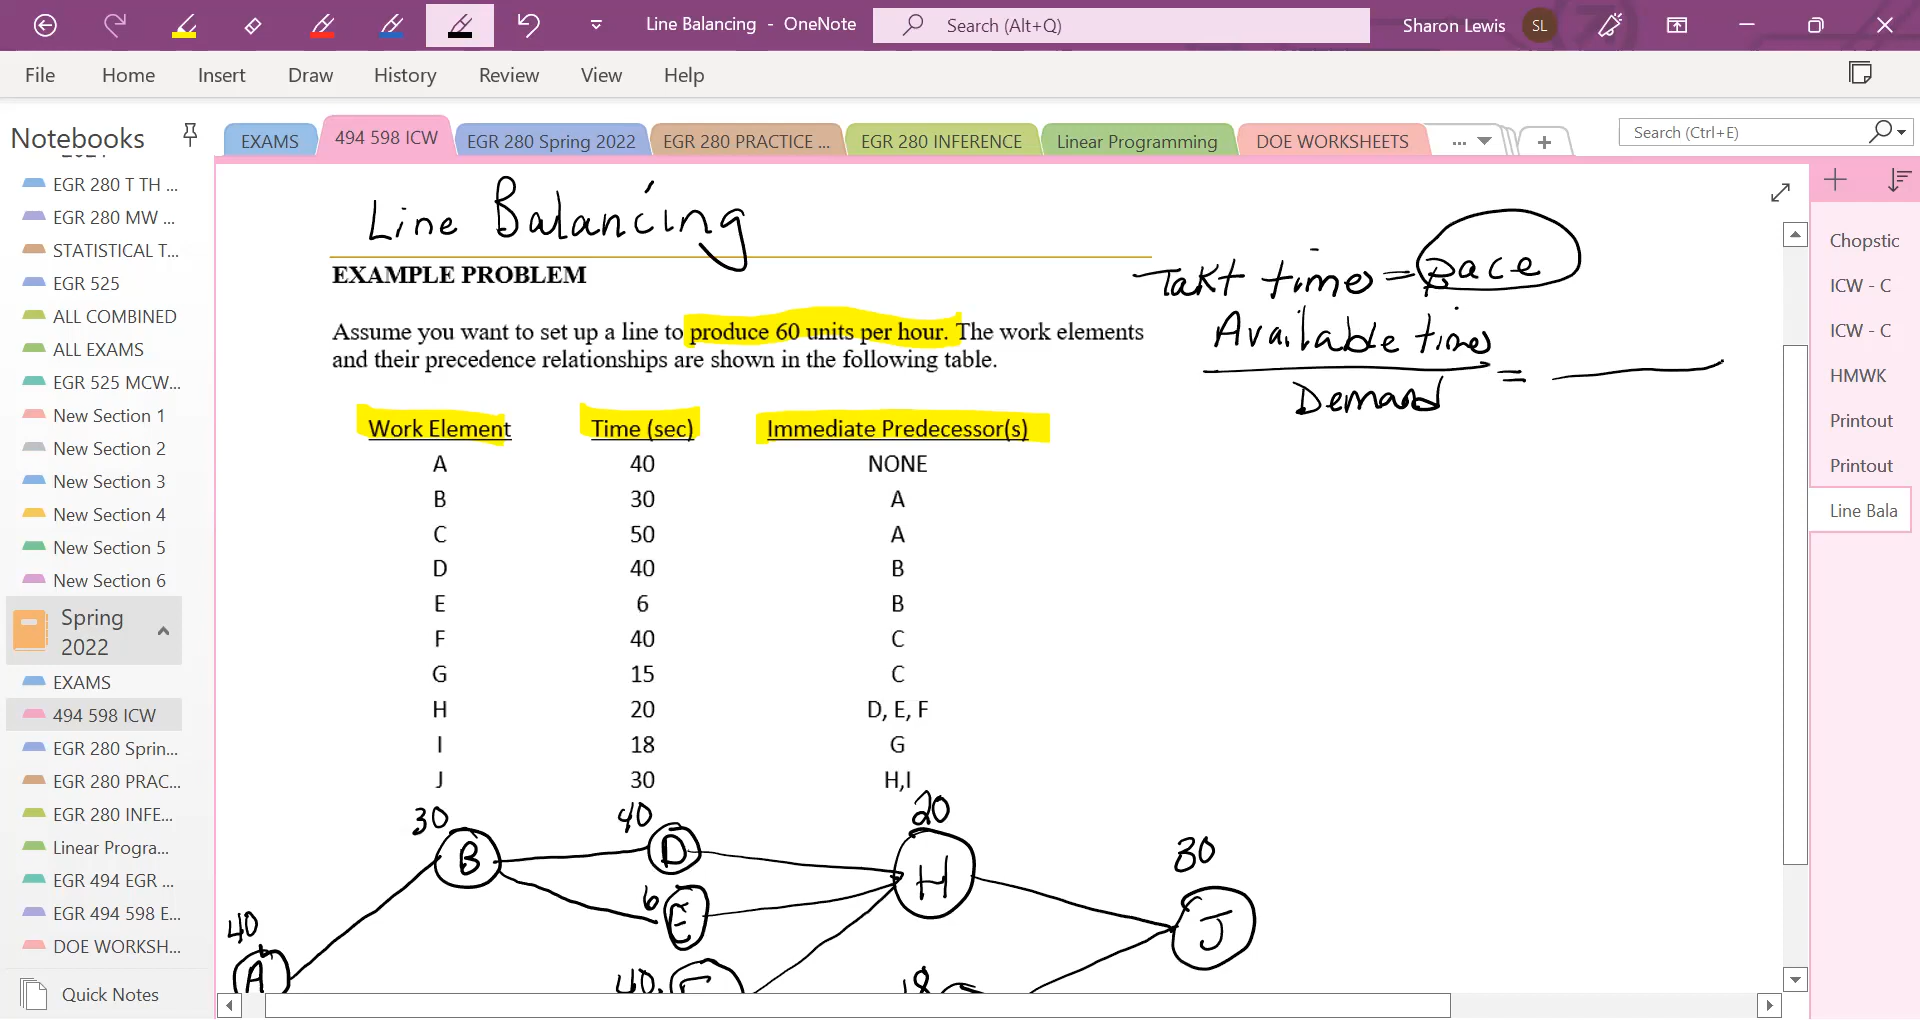 Line Balancing - OneNote
Search (Alt+Q)
Sharon Lewis
SL
File Home Insert Draw History Review View Help
Notebooks
EXAMS
494 598 ICW
EGR 280 Spring 2022
EGR 280 PRACTICE ...
EGR 280 INFERENCE
Linear Programming
DOE WORKSHEETS
...
Search (Ctrl+E)
EGR 280 T TH ...
EGR 280 MW ...
STATISTICAL T...
EGR 525
ALL COMBINED
ALL EXAMS
EGR 525 MCW...
New Section 1
New Section 2
New Section 3
New Section 4
New Section 5
New Section 6
Spring
2022
EXAMS
494 598 ICW
EGR 280 Sprin...
EGR 280 PRAC...
EGR 280 INFE...
Linear Progra...
EGR 494 EGR ...
EGR 494 598 E...
DOE WORKSH...
Quick Notes
Line Balancing
EXAMPLE PROBLEM
Assume you want to set up a line to produce 60 units per hour. The work elements
and their precedence relationships are shown in the following table.
Work Element Time (sec) Immediate Predecessor(s)
A 40 NONE
B 30 A
C 50 A
D 40 B
E 6 B
F 40 C
G 15 C
H 20 D, E, F
I 18 G
J 30 H,I
Takt time = pace
Available time
Demand =
30 B
40 D
20 H
30 J
6 E
40 A
40
18
Chopstic
ICW - C
ICW - C
HMWK
Printout
Printout
Line Bala